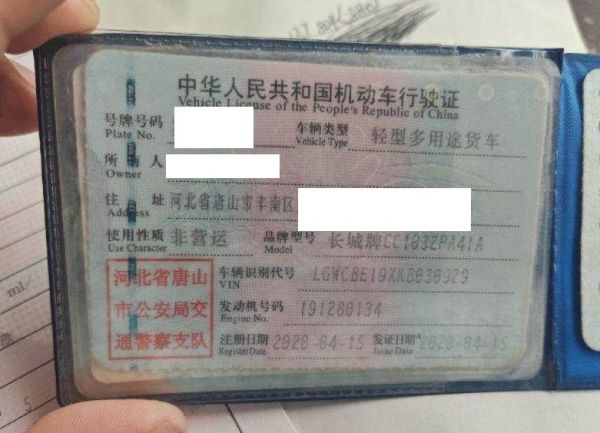 中华人民共和国机动车行驶证
Vehicle License of the People's Republic of China
号牌号码
Plate No.
车辆类型 轻型多用途货车
Vehicle Type
所有人
Owner
住址 河北省唐山市丰南区
Address
使用性质 非营运
Use Character
品牌型号 长城牌CC1032PA41A
Model
河北省唐山
市公安局交
通警察支队
车辆识别代号 LGWCBE19XKB030929
VIN
发动机号码 191280134
Engine No.
注册日期 2020-04-15
Register Date
发证日期 2020-04-15
Issue Date